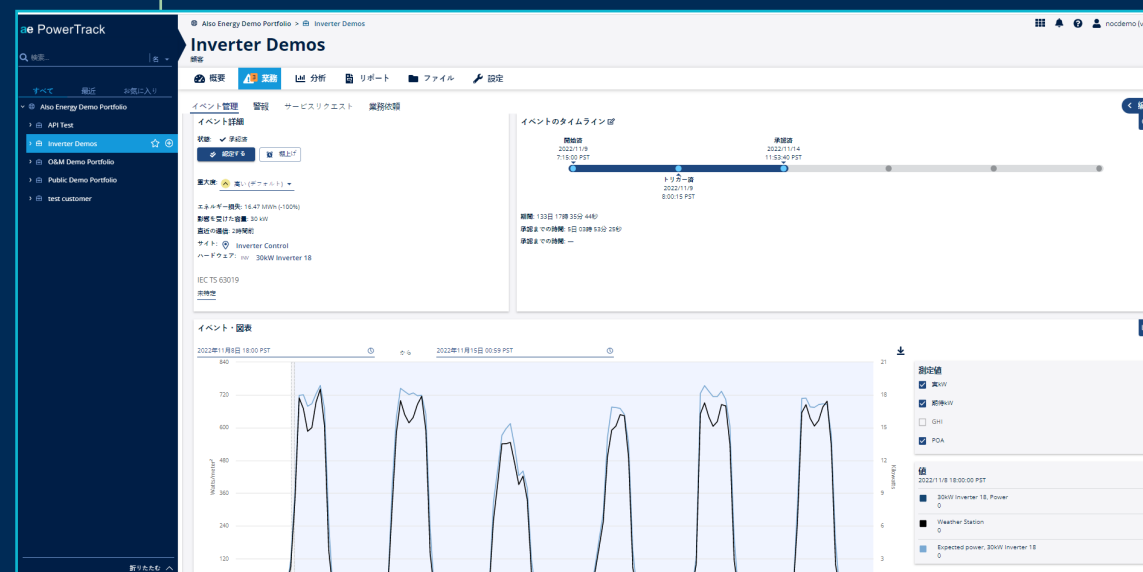 ae PowerTrack
検索...
名
すべて
最近
お気に入り
Also Energy Demo Portfolio
API Test
Inverter Demos
O&M Demo Portfolio
Public Demo Portfolio
test customer
折りたたむ
Also Energy Demo Portfolio > Inverter Demos
nocdemo (v
Inverter Demos
顧客
概要
業務
分析
リポート
ファイル
設定
イベント管理
警報
サービスリクエスト
業務依頼
イベント詳細
状態: 承認済
認定する
棚上げ
重大度: 高い (デフォルト)
エネルギー損失: 16.47 MWh (-100%)
影響を受けた容量: 30 kW
直近の通信: 2時間前
サイト: Inverter Control
ハードウェア: INV 30kW Inverter 18
IEC TS 63019
未特定
イベントのタイムライン
開始済
2022/11/9
7:15:00 PST
承認済
2022/11/14
11:53:40 PST
トリガー済
2022/11/9
8:00:15 PST
期間: 133日 17時 35分 44秒
承認までの時間: 5日 03時 53分 25秒
承認までの時間: —
イベント・図表
2022年11月8日 18:00 PST
から
2022年11月15日 00:59 PST
840
720
600
480
360
240
120
Watts/meter²
21
18
15
12
9
6
3
Kilowatts
測定値
実kW
期待kW
GHI
POA
値
2022/11/8 18:00:00 PST
30kW Inverter 18, Power
0
Weather Station
0
Expected power, 30kW Inverter 18
0